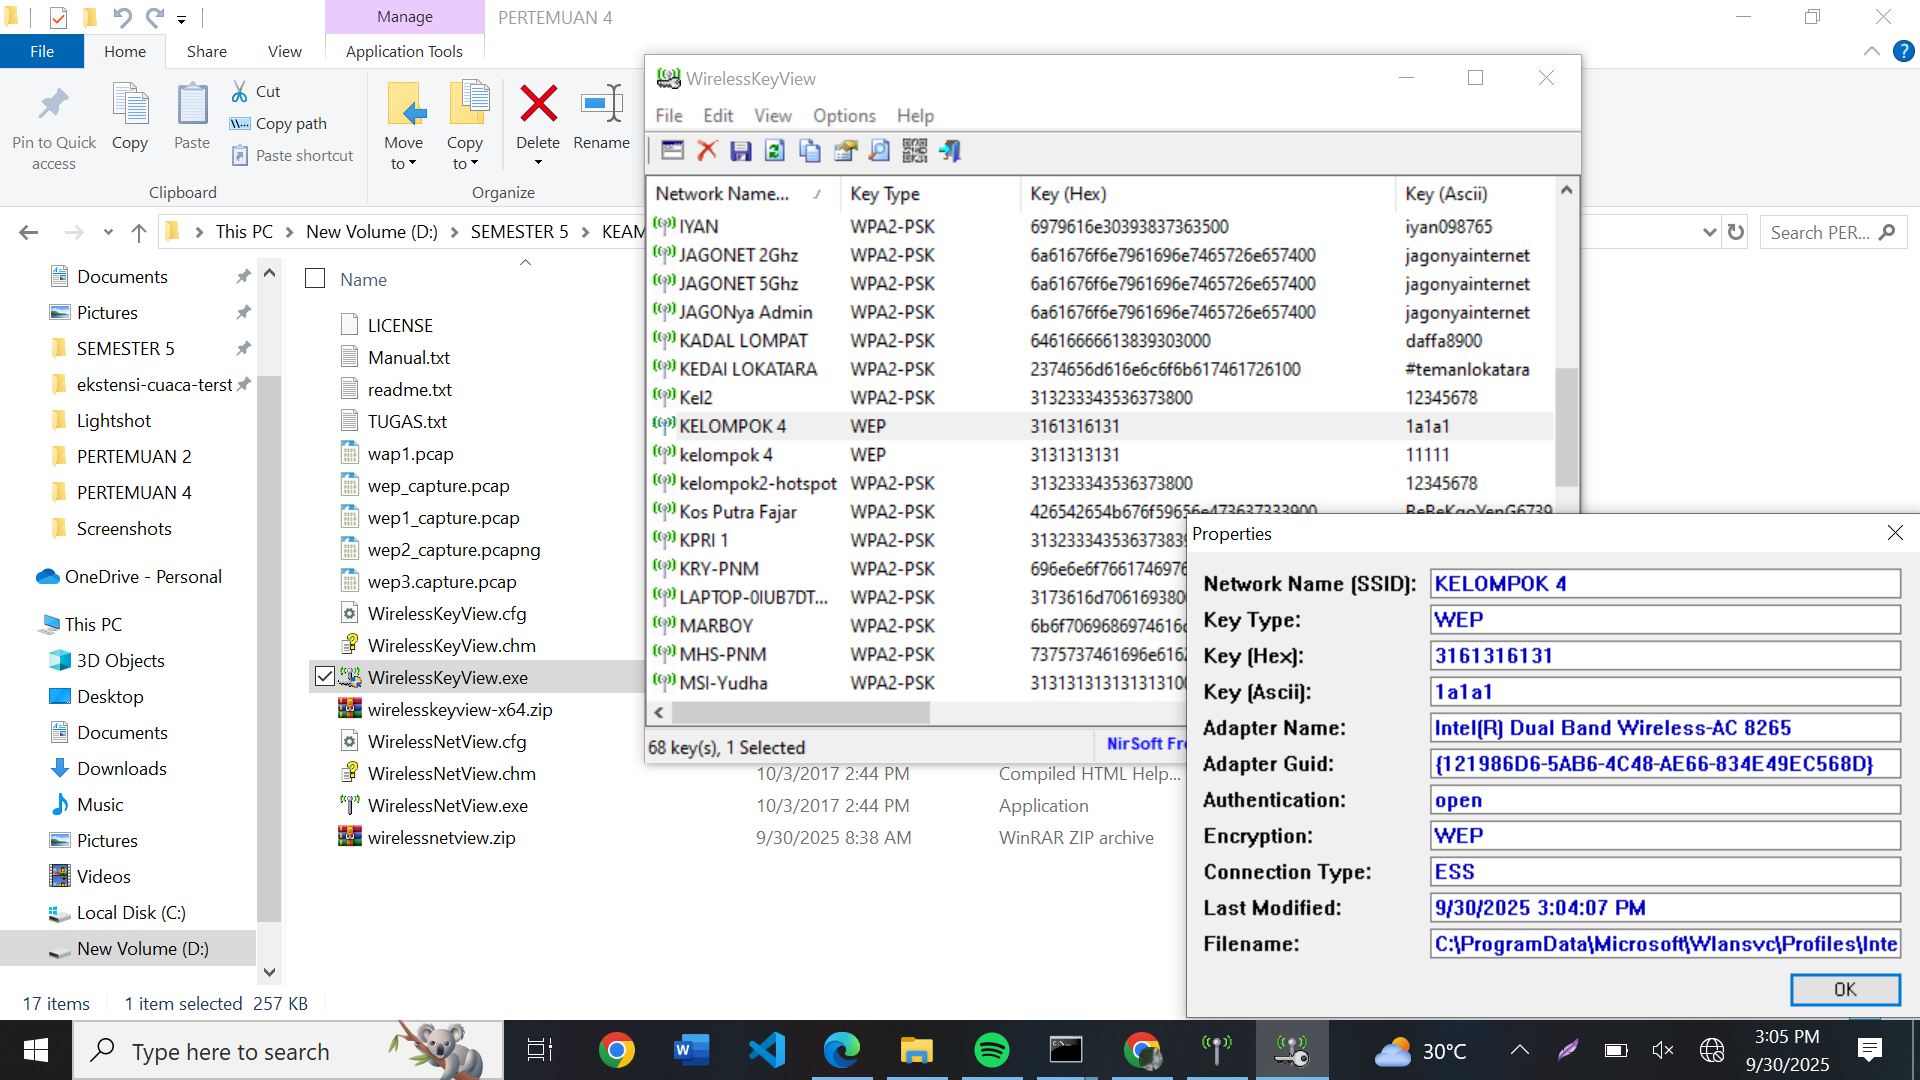 Manage
PERTEMUAN 4
File
Home
Share
View
Application Tools
Pin to Quick access
Copy
Paste
Cut
Copy path
Paste shortcut
Move to
Copy to
Delete
Rename
Clipboard
Organize
This PC
New Volume (D:)
SEMESTER 5
KEAM
Search PER...
Documents
Pictures
SEMESTER 5
ekstensi-cuaca-terst
Lightshot
PERTEMUAN 2
PERTEMUAN 4
Screenshots
OneDrive - Personal
This PC
3D Objects
Desktop
Documents
Downloads
Music
Pictures
Videos
Local Disk (C:)
New Volume (D:)
Name
LICENSE
Manual.txt
readme.txt
TUGAS.txt
wap1.pcap
wep_capture.pcap
wep1_capture.pcap
wep2_capture.pcapng
wep3.capture.pcap
WirelessKeyView.cfg
WirelessKeyView.chm
WirelessKeyView.exe
wirelesskeyview-x64.zip
WirelessNetView.cfg
WirelessNetView.chm 10/3/2017 2:44 PM Compiled HTML Help...
WirelessNetView.exe 10/3/2017 2:44 PM Application
wirelessnetview.zip 9/30/2025 8:38 AM WinRAR ZIP archive
17 items 1 item selected 257 KB
WirelessKeyView
File Edit View Options Help
Network Name... Key Type Key (Hex) Key (Ascii)
IYAN WPA2-PSK 6979616e30393837363500 iyan098765
JAGONET 2Ghz WPA2-PSK 6a61676f6e7961696e7465726e657400 jagonyainternet
JAGONET 5Ghz WPA2-PSK 6a61676f6e7961696e7465726e657400 jagonyainternet
JAGONya Admin WPA2-PSK 6a61676f6e7961696e7465726e657400 jagonyainternet
KADAL LOMPAT WPA2-PSK 64616666613839303000 daffa8900
KEDAI LOKATARA WPA2-PSK 2374656d616e6c6f6b617461726100 #temanlokatara
Kel2 WPA2-PSK 313233343536373800 12345678
KELOMPOK 4 WEP 3161316131 1a1a1
kelompok 4 WEP 3131313131 11111
kelompok2-hotspot WPA2-PSK 313233343536373800 12345678
Kos Putra Fajar WPA2-PSK
KPRI 1 WPA2-PSK 31323334353637383
KRY-PNM WPA2-PSK 696e6e6f7661746976
LAPTOP-0IUB7DT... WPA2-PSK 3173616d7061693800
MARBOY WPA2-PSK 6b6f7069686974616
MHS-PNM WPA2-PSK 7375737461696e616
MSI-Yudha WPA2-PSK 313131313131313100
68 key(s), 1 Selected
NirSoft Fr
Properties
Network Name (SSID): KELOMPOK 4
Key Type: WEP
Key (Hex): 3161316131
Key (Ascii): 1a1a1
Adapter Name: Intel(R) Dual Band Wireless-AC 8265
Adapter Guid: {121986D6-5AB6-4C48-AE66-834E49EC568D}
Authentication: open
Encryption: WEP
Connection Type: ESS
Last Modified: 9/30/2025 3:04:07 PM
Filename: C:\ProgramData\Microsoft\Wlansvc\Profiles\Inte
OK
Type here to search
30°C
3:05 PM
9/30/2025